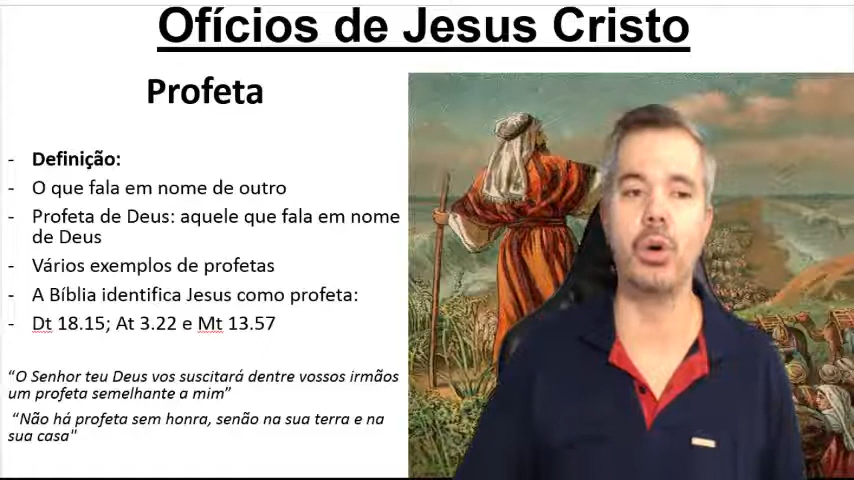 Ofícios de Jesus Cristo
Profeta
- Definição:
- O que fala em nome de outro
- Profeta de Deus: aquele que fala em nome
de Deus
- Vários exemplos de profetas
- A Bíblia identifica Jesus como profeta:
- Dt 18.15; At 3.22 e Mt 13.57
“O Senhor teu Deus vos suscitará dentre vossos irmãos
um profeta semelhante a mim”
“Não há profeta sem honra, senão na sua terra e na
sua casa"